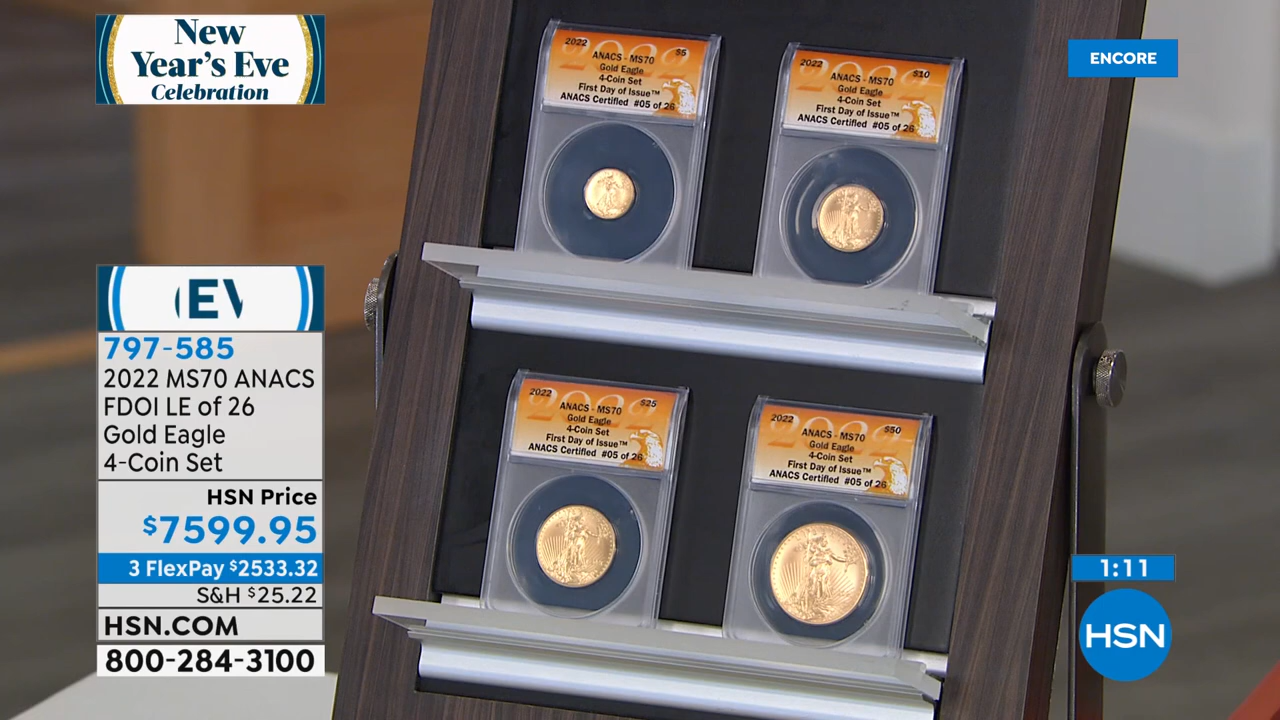 New
Year's Eve
Celebration
ENCORE
2022 $5
ANACS - MS70
Gold Eagle
4-Coin Set
First Day of Issue™
ANACS Certified #05 of 26
2022 $10
ANACS - MS70
Gold Eagle
4-Coin Set
First Day of Issue™
ANACS Certified #05 of 26
2022 $25
ANACS - MS70
Gold Eagle
4-Coin Set
First Day of Issue™
ANACS Certified #05 of 26
2022 $50
ANACS - MS70
Gold Eagle
4-Coin Set
First Day of Issue™
ANACS Certified #05 of 26
EV
797-585
2022 MS70 ANACS
FDOI LE of 26
Gold Eagle
4-Coin Set
HSN Price
$7599.95
3 FlexPay $2533.32
S&H $25.22
HSN.COM
800-284-3100
1:11
HSN